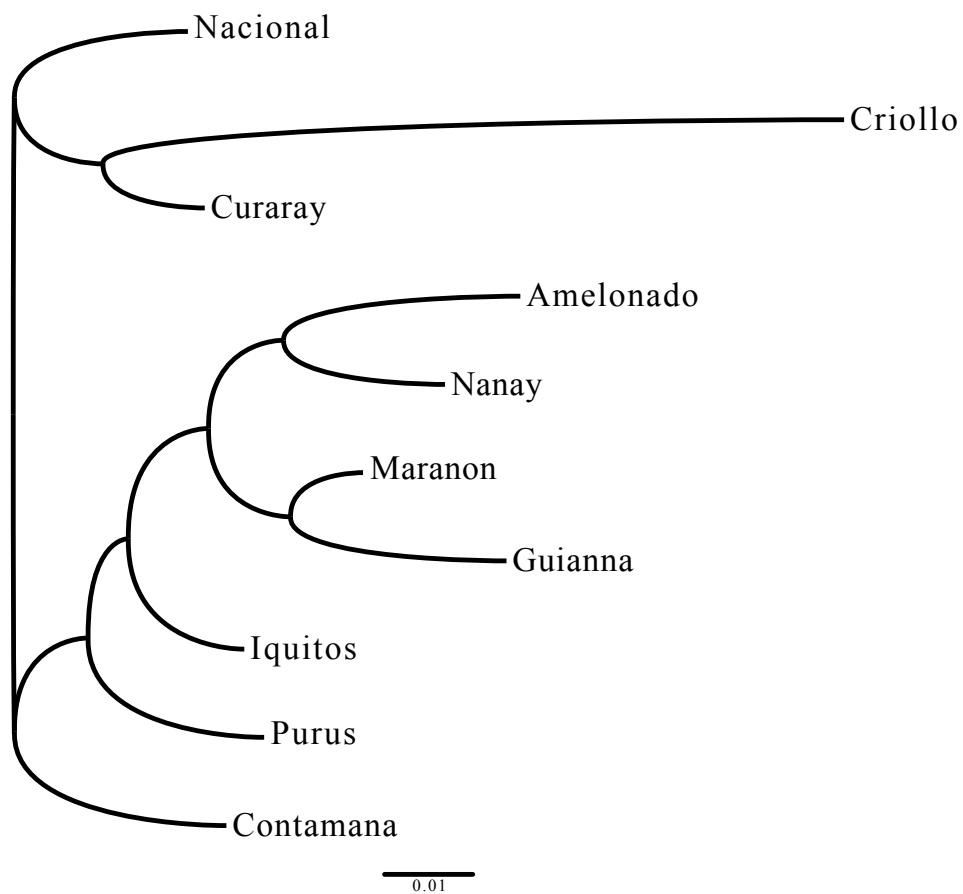 Nacional
Criollo
Curaray
Amelonado
Nanay
Maranon
Guianna
Iquitos
Purus
Contamana
0.01